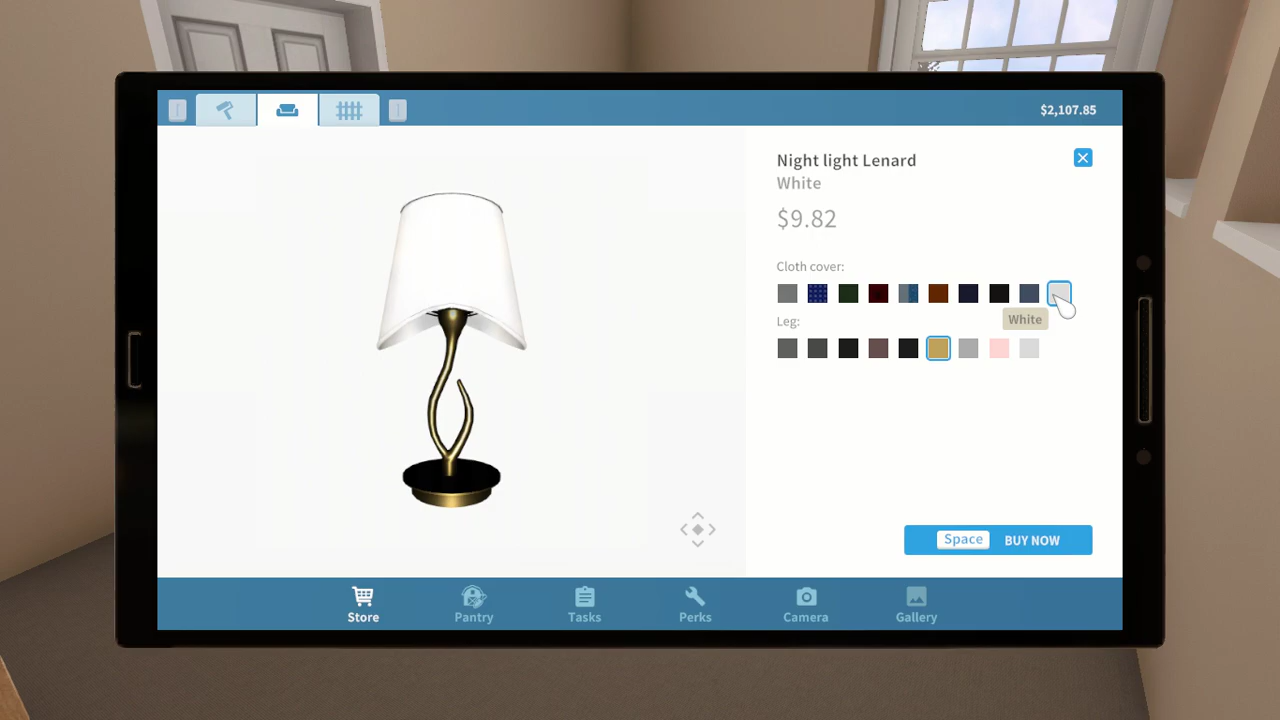 $2,107.85
Night light Lenard
White
$9.82
Cloth cover:
White
Leg:
Space BUY NOW
Store Pantry Tasks Perks Camera Gallery